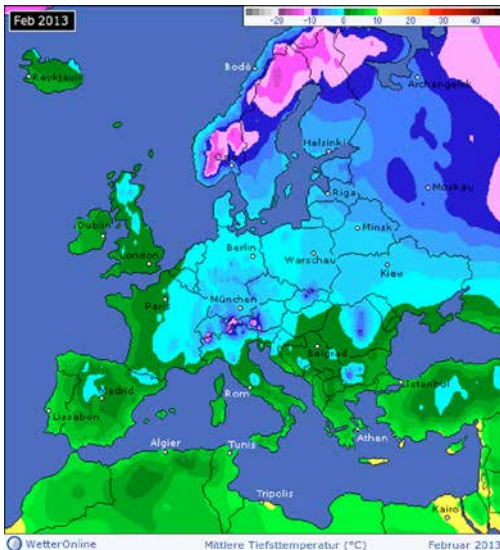 Feb 2013
-20 -10 0 10 20 30 40
Reykjavik
Bodö
Archangelsk
Helsinki
Moskau
Riga
Dublin
Minsk
London
Berlin
Warschau
Kiev
Paris
München
Belgrad
Madrid
Rom
Istanbul
Lissabon
Algier
Tunis
Athen
Tripolis
Kairo
WetterOnline Mittlere Tiefsttemperatur (°C) Februar 2013